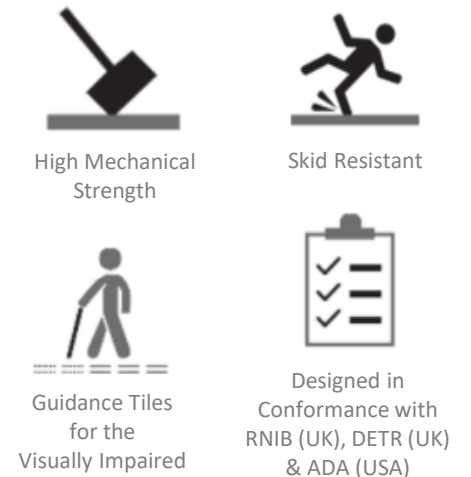 High Mechanical
Strength
Skid Resistant
Guidance Tiles
for the
Visually Impaired
Designed in
Conformance with
RNIB (UK), DETR (UK)
& ADA (USA)